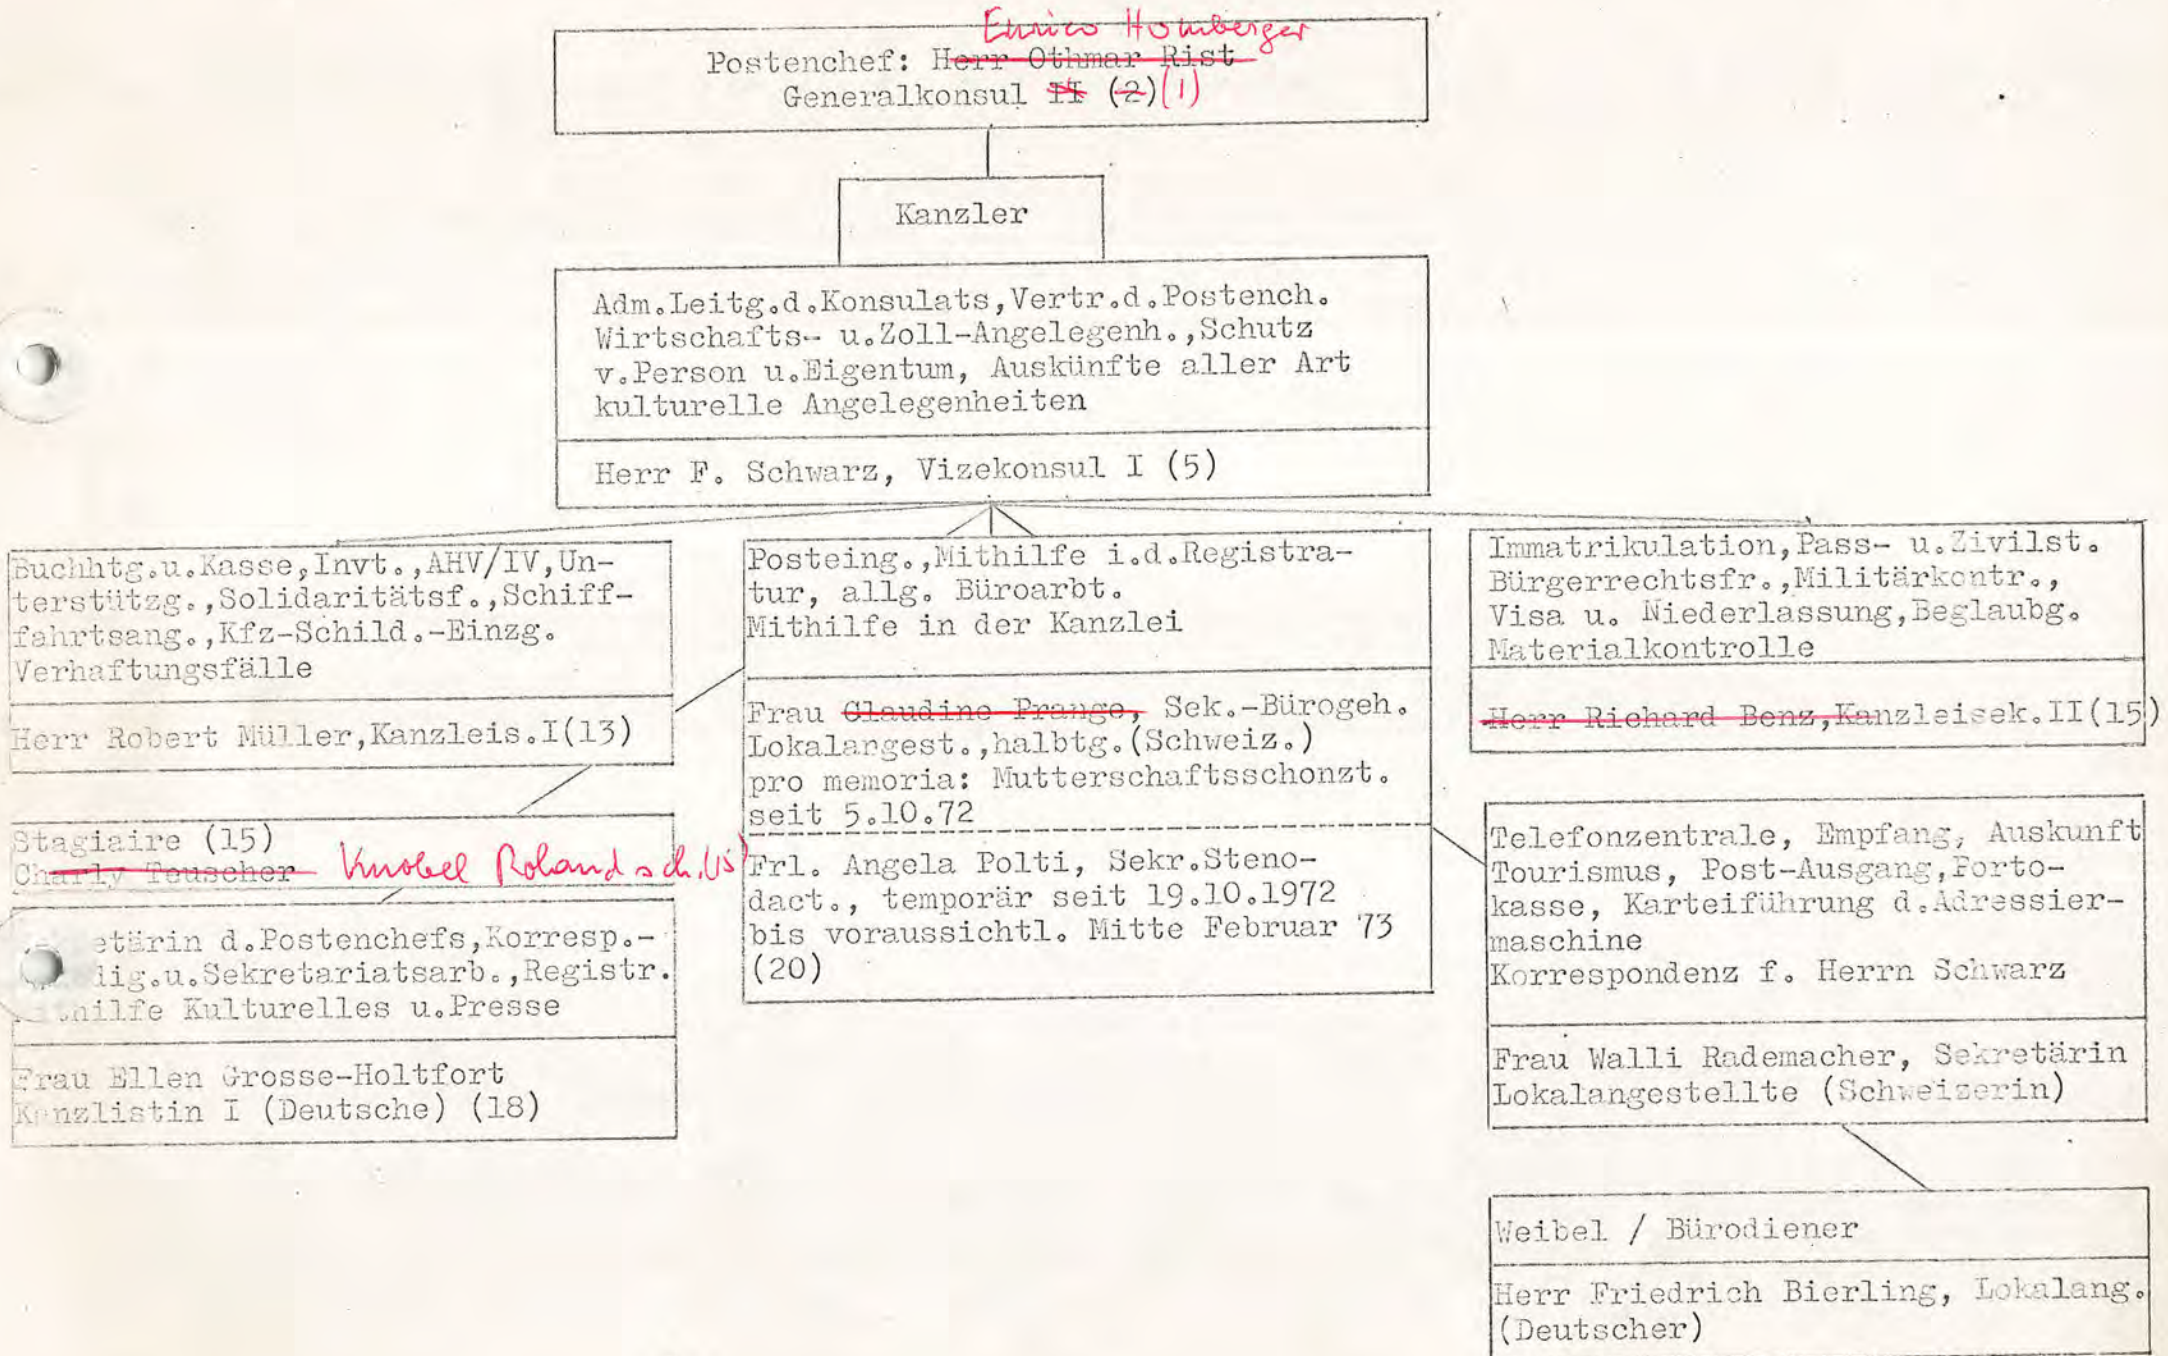 Enrico Homberger
Postenchef: Herr Othmar Rist
Generalkonsul II (2)(1)
Kanzler
Adm.Leitg.d.Konsulats,Vertr.d.Postench.
Wirtschafts- u.Zoll-Angelegenh.,Schutz
v.Person u.Eigentum, Auskünfte aller Art
kulturelle Angelegenheiten
Herr F. Schwarz, Vizekonsul I (5)
Buchhtg.u.Kasse,Invt.,AHV/IV,Un-
terstützg.,Solidaritätsf.,Schiff-
fahrtsang.,Kfz-Schild.-Einzg.
Verhaftungsfälle
Herr Robert Müller,Kanzleis.I(13)
Stagiaire (15)
Charly Teuscher Knobel Roland
etärin d.Postenchefs,Korresp.-
lig.u.Sekretariatsarb.,Registr.
hilfe Kulturelles u.Presse
Frau Ellen Grosse-Holtfort
Kanzlistin I (Deutsche) (18)
Posteing.,Mithilfe i.d.Registra-
tur, allg. Büroarbt.
Mithilfe in der Kanzlei
Frau Claudine Prange, Sek.-Bürogeh.
Lokalangest.,halbtg.(Schweiz.)
pro memoria: Mutterschaftsschonzt.
seit 5.10.72
Frl. Angela Polti, Sekr.Steno-
dact., temporär seit 19.10.1972
bis voraussichtl. Mitte Februar '73
(20)
Immatrikulation,Pass- u.Zivilst.
Bürgerrechtsfr.,Militärkontr.,
Visa u. Niederlassung,Beglaubg.
Materialkontrolle
Herr Richard Benz,Kanzleisek.II(15)
Telefonzentrale, Empfang, Auskunft
Tourismus, Post-Ausgang,Porto-
kasse, Karteiführung d.Adressier-
maschine
Korrespondenz f. Herrn Schwarz
Frau Walli Rademacher, Sekretärin
Lokalangestellte (Schweizerin)
Weibel / Bürodiener
Herr Friedrich Bierling, Lokalang.
(Deutscher)